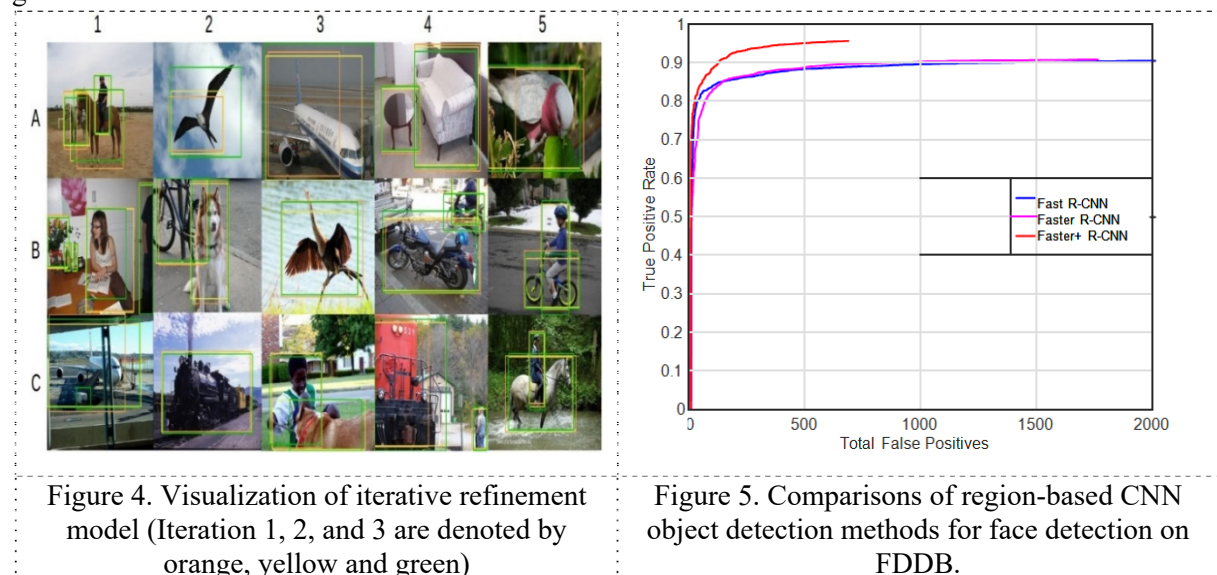 1 2 3 4 5
A
B
C
1
0.9
0.8
0.7
0.6
0.5
0.4
0.3
0.2
0.1
0
True Positive Rate
Fast R-CNN
Faster R-CNN
Faster+ R-CNN
0 500 1000 1500 2000
Total False Positives
Figure 4. Visualization of iterative refinement
model (Iteration 1, 2, and 3 are denoted by
orange, yellow and green)
Figure 5. Comparisons of region-based CNN
object detection methods for face detection on
FDDB.